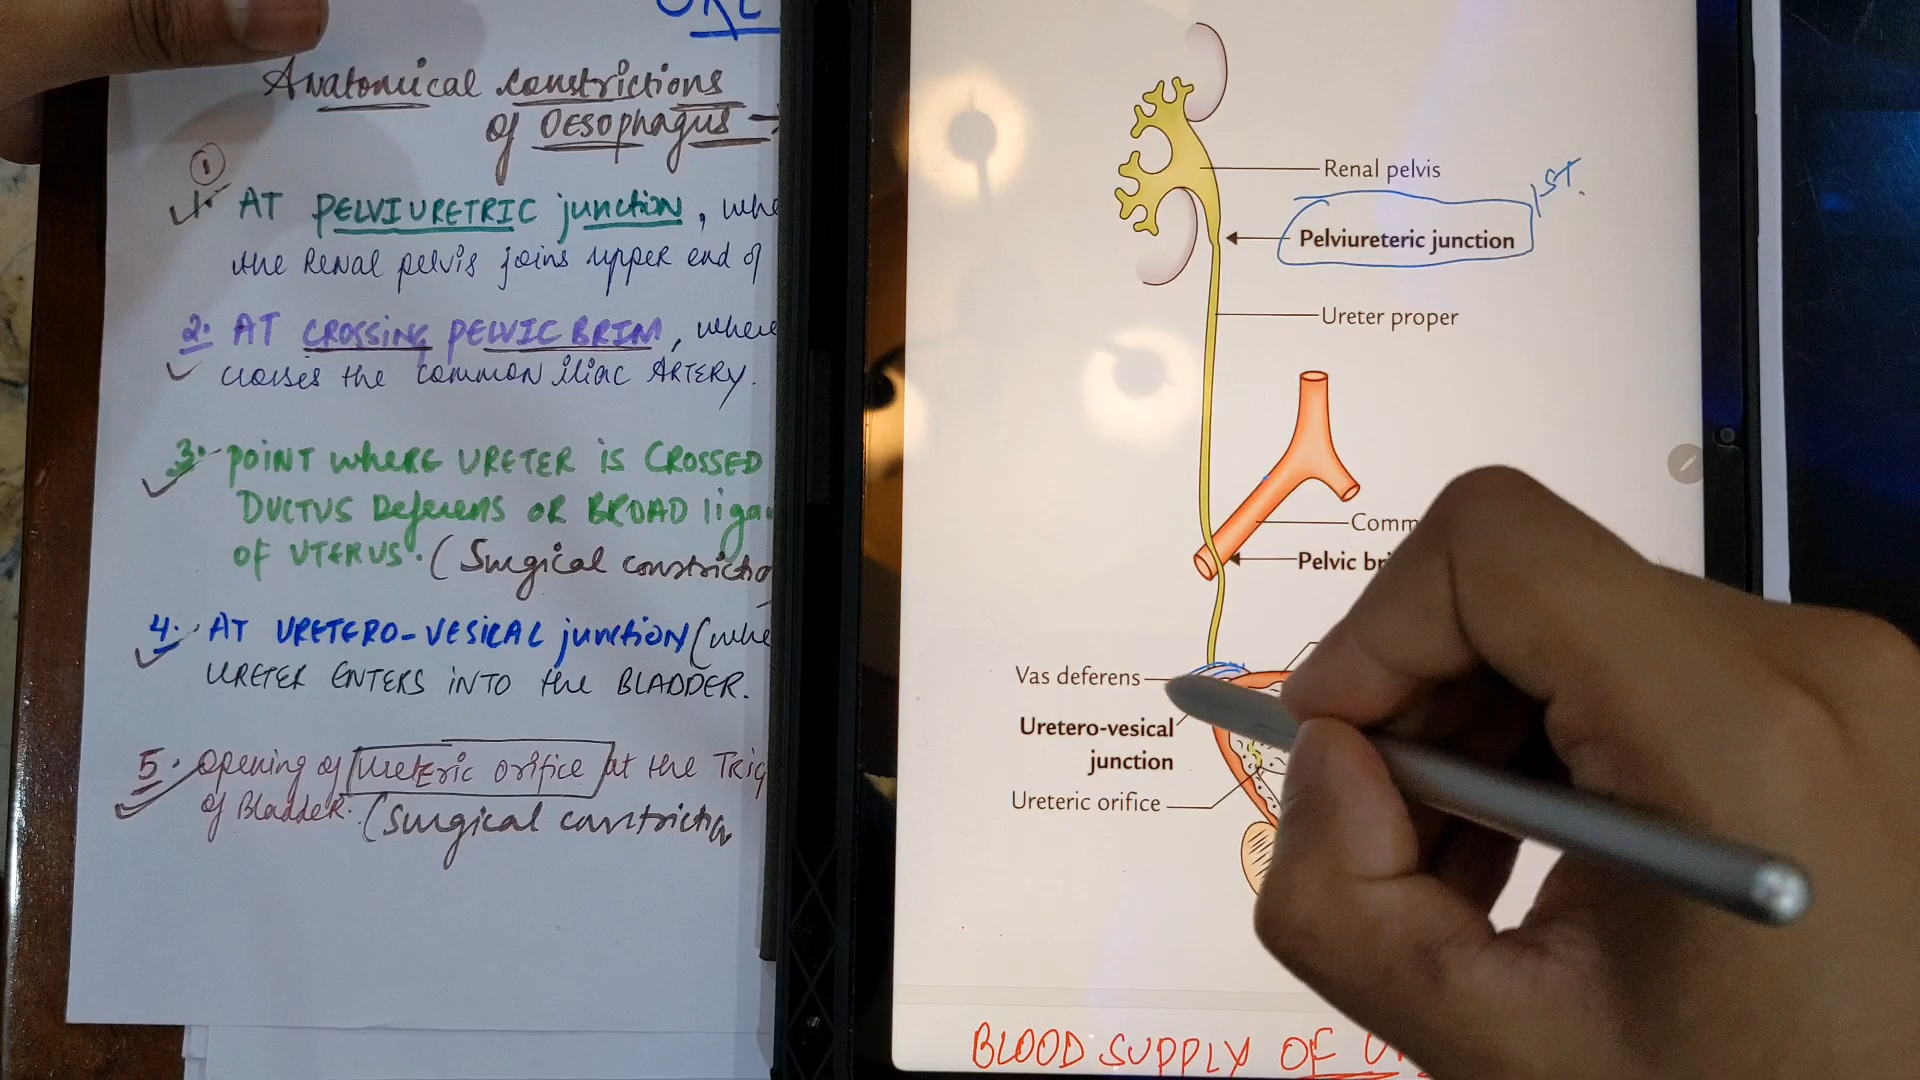 URE
Anatomical constrictions
of OESophagus →
1
1. AT PELVIURETRIC junction, whe
the Renal pelvis joins upper end of
2. AT CROSSING PELVIC BRIM, where
crosses the common iliac ARTERY.
3. POINT where URETER is CROSSED
DUCTUS Deferens OR BROAD liga
OF UTERUS. (Surgical constrictio
4. AT URETERO-VESICAL junction (whe
URETER ENTERS INTO the BLADDER.
5. Opening of Ureteric orifice at the Trig
of Bladder. (Surgical constrictio
Renal pelvis
1ST.
Pelviureteric junction
Ureter proper
Comm
Pelvic bri
Vas deferens
Uretero-vesical
junction
Ureteric orifice
BLOOD SUPPLY OF U